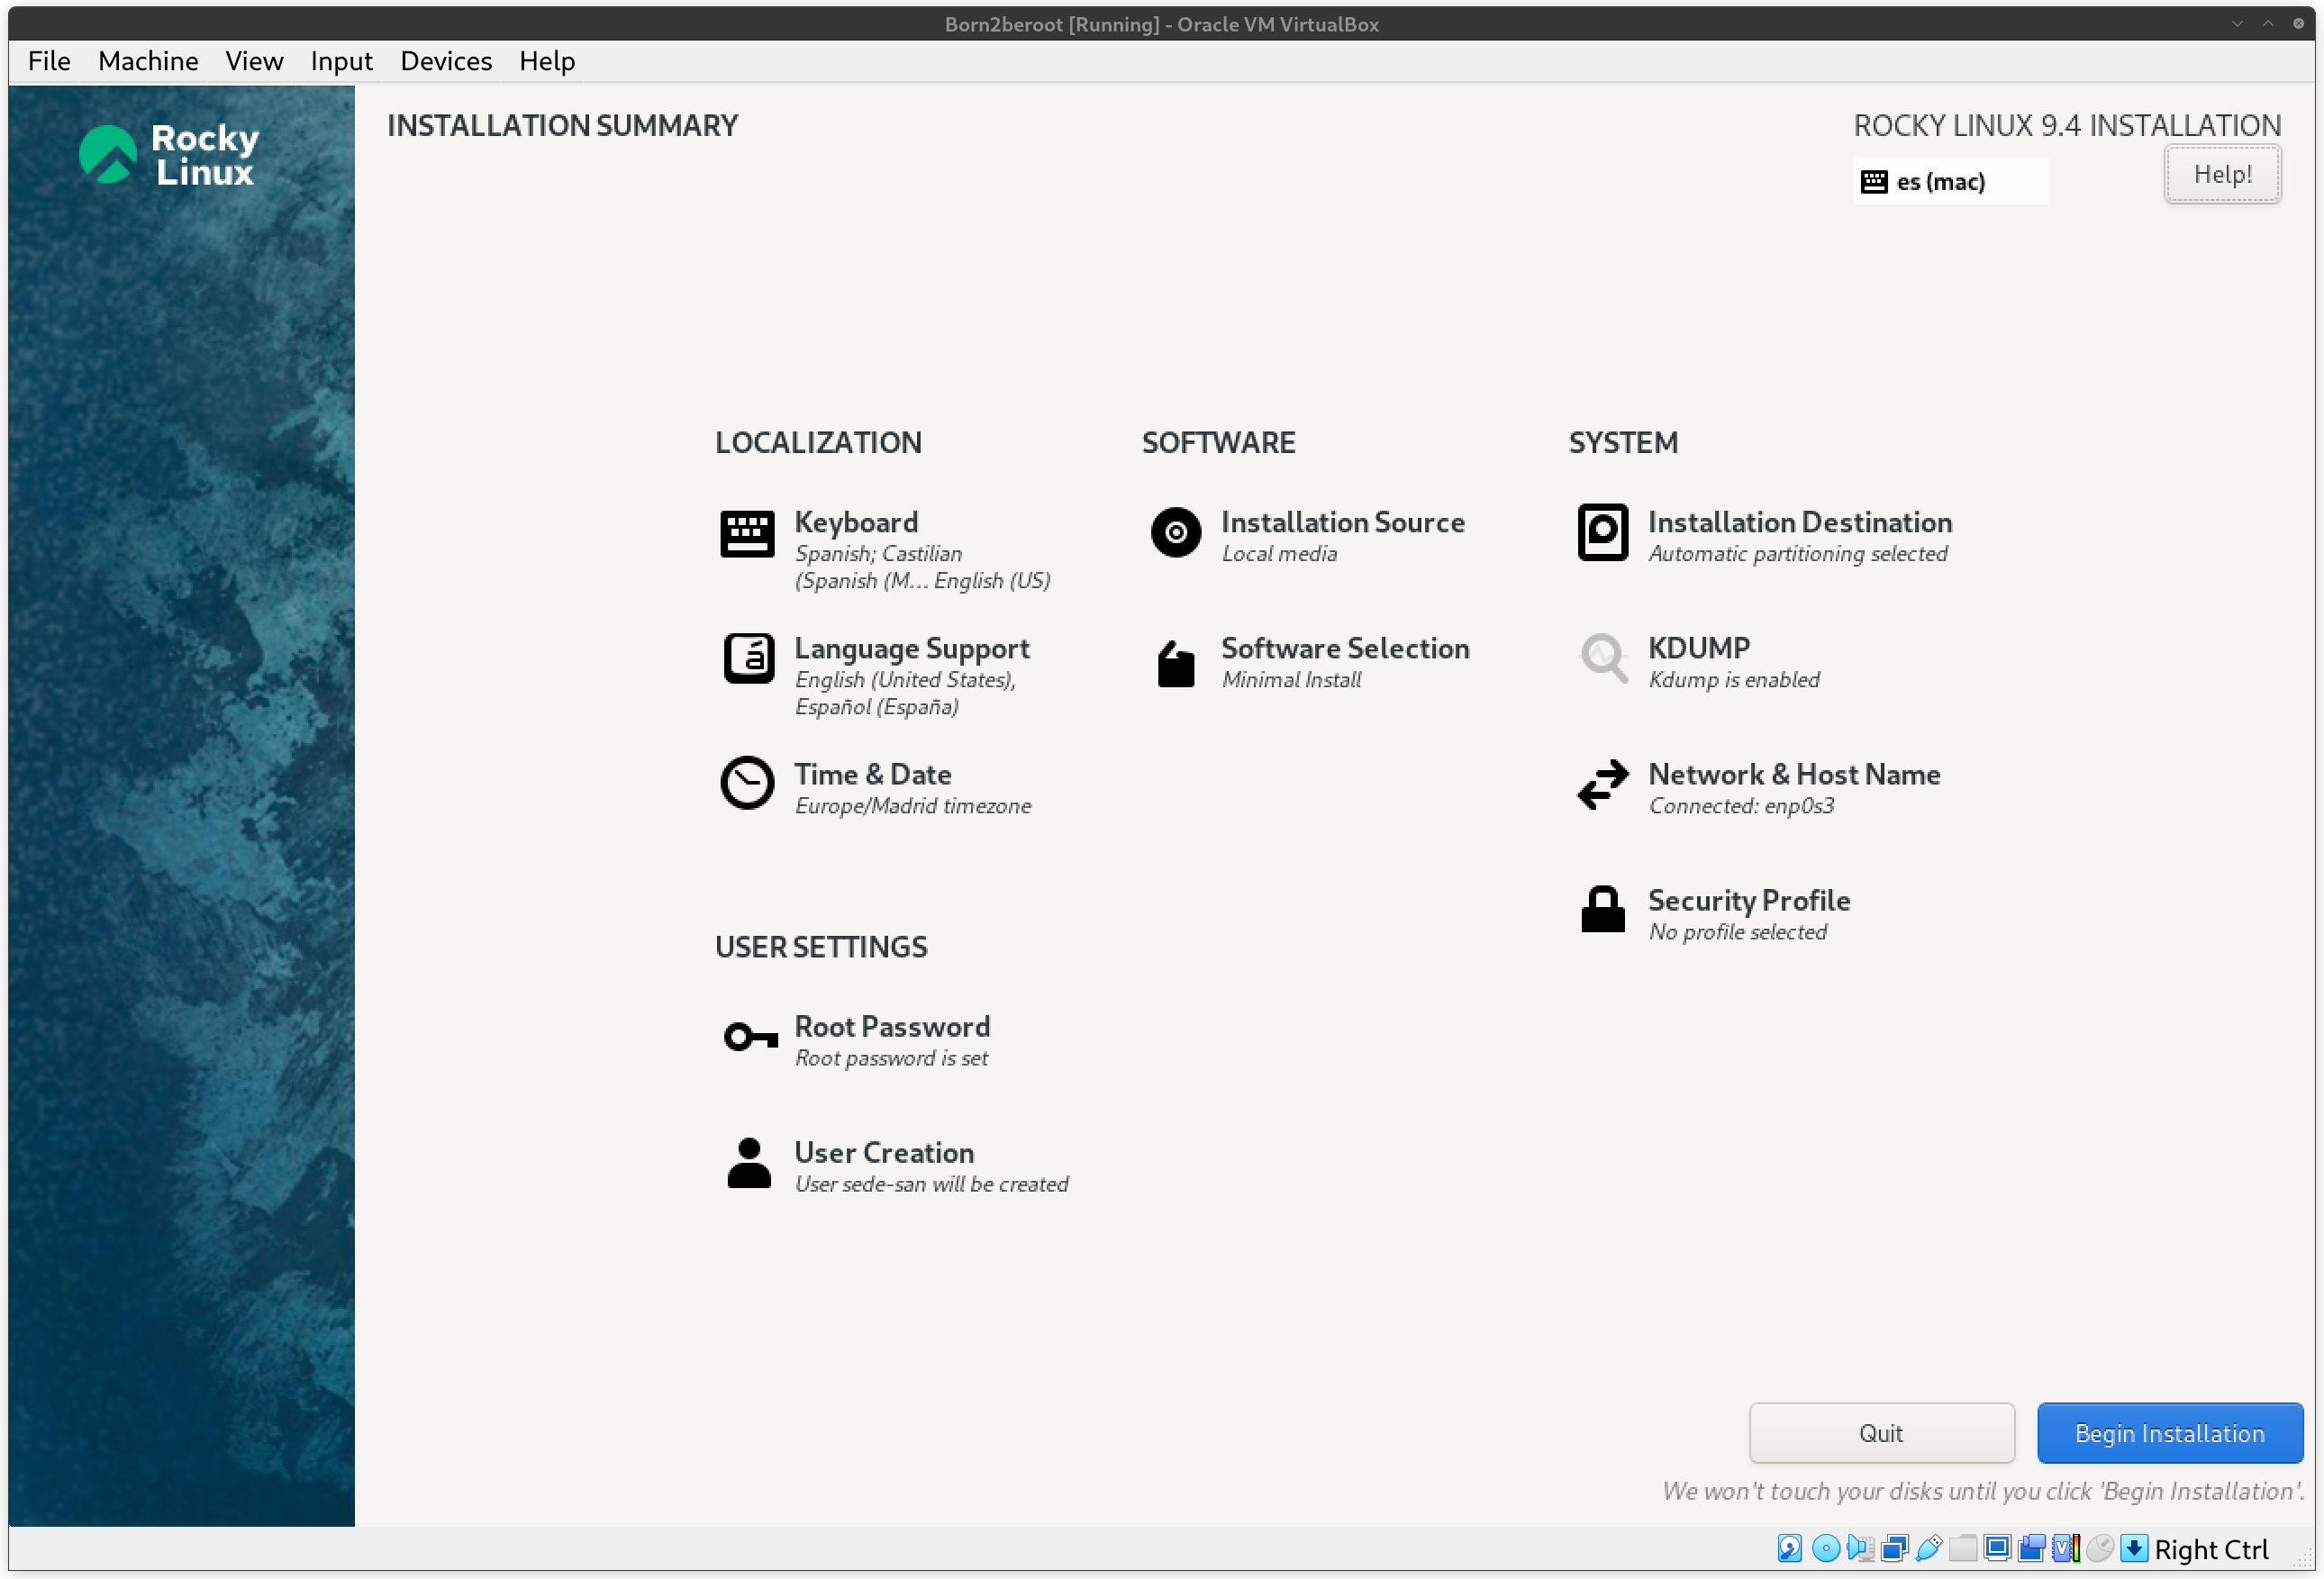 Born2beroot [Running] - Oracle VM VirtualBox
File Machine View Input Devices Help
Rocky
Linux
INSTALLATION SUMMARY
ROCKY LINUX 9.4 INSTALLATION
es (mac)
Help!
LOCALIZATION
Keyboard
Spanish; Castilian
(Spanish (M... English (US)
Language Support
English (United States),
Español (España)
Time & Date
Europe/Madrid timezone
SOFTWARE
Installation Source
Local media
Software Selection
Minimal Install
SYSTEM
Installation Destination
Automatic partitioning selected
KDUMP
Kdump is enabled
Network & Host Name
Connected: enp0s3
Security Profile
No profile selected
USER SETTINGS
Root Password
Root password is set
User Creation
User sede-san will be created
Quit
Begin Installation
We won't touch your disks until you click 'Begin Installation'.
Right Ctrl